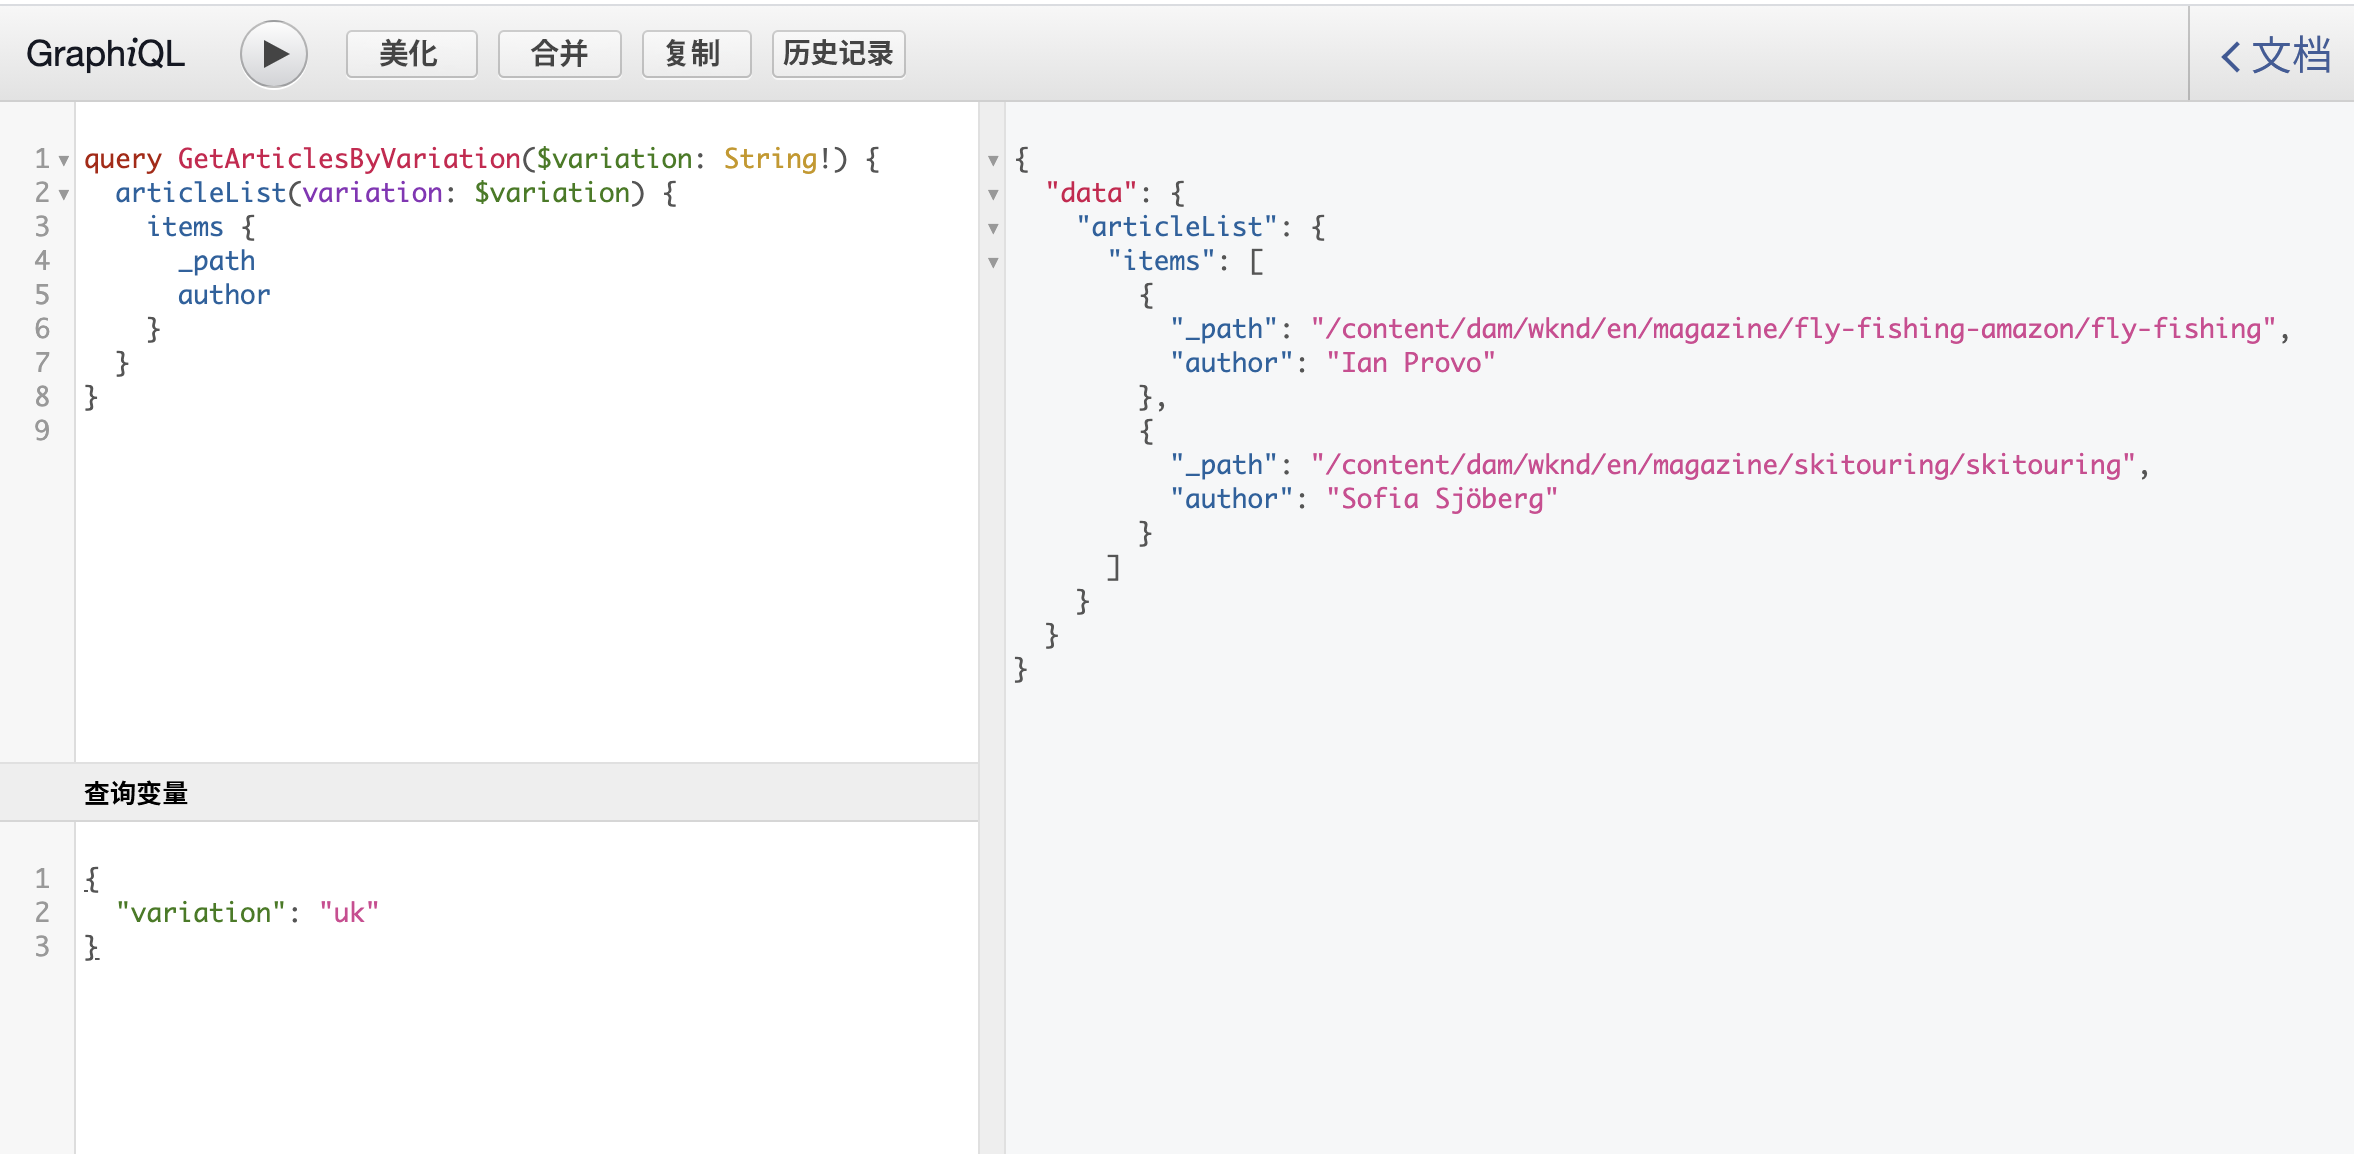 GraphiQL 美化 合并 复制 历史记录 文档
1 query GetArticlesByVariation($variation: String!) {
2   articleList(variation: $variation) {
3     items {
4       _path
5       author
6     }
7   }
8 }
9
查询变量
1 {
2   "variation": "uk"
3 }
{
  "data": {
    "articleList": {
      "items": [
        {
          "_path": "/content/dam/wknd/en/magazine/fly-fishing-amazon/fly-fishing",
          "author": "Ian Provo"
        },
        {
          "_path": "/content/dam/wknd/en/magazine/skitouring/skitouring",
          "author": "Sofia Sjöberg"
        }
      ]
    }
  }
}